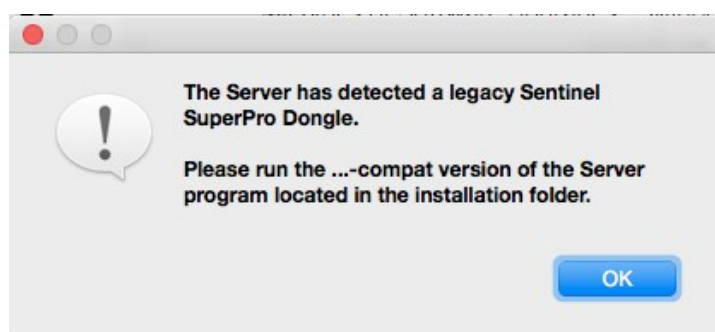 The Server has detected a legacy Sentinel
SuperPro Dongle.
Please run the ...-compat version of the Server
program located in the installation folder.
OK